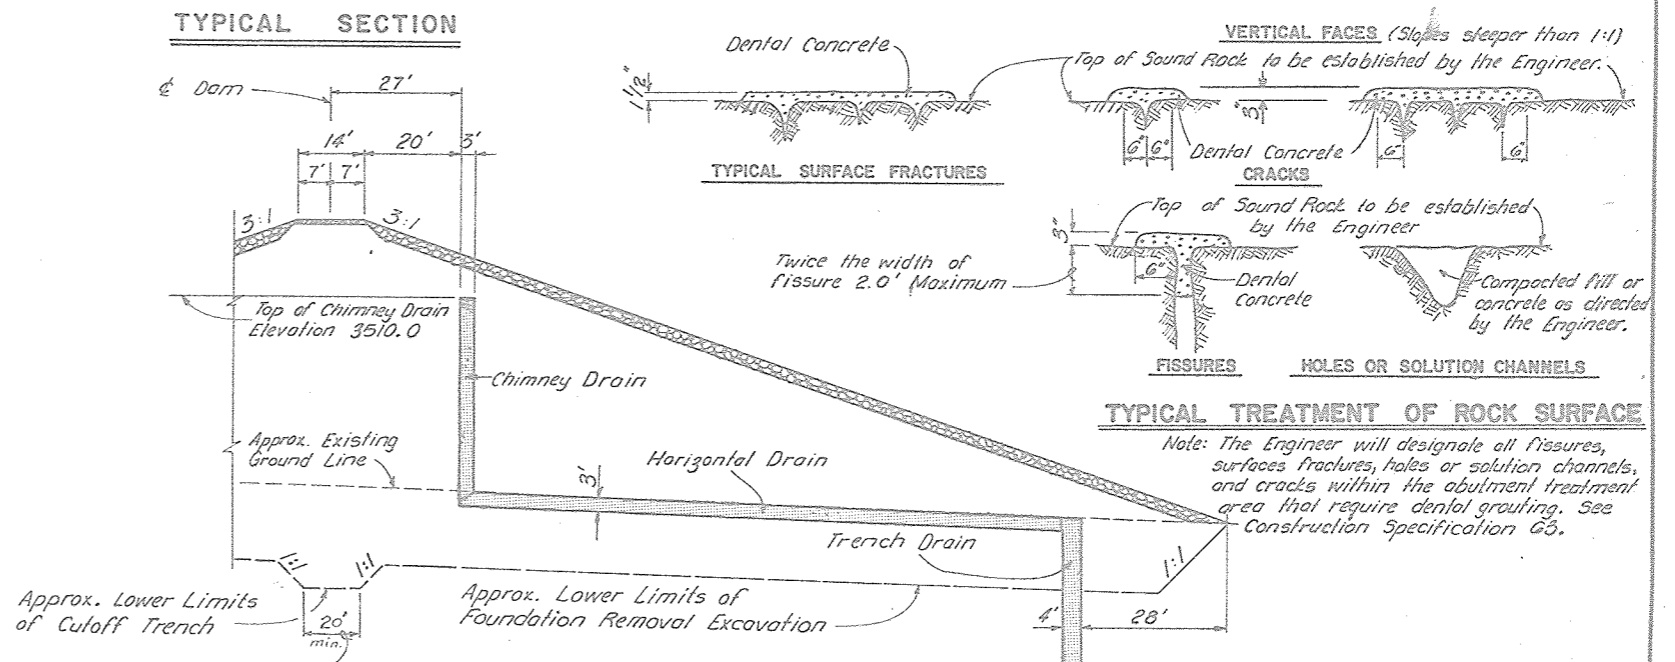 TYPICAL SECTION
₵ Dam
27'
14'
20'
3'
7'
7'
3:1
3:1
Top of Chimney Drain
Elevation 3510.0
Chimney Drain
Approx. Existing
Ground Line
3'
Horizontal Drain
Trench Drain
1:1
1:1
1:1
Approx. Lower Limits
of Cutoff Trench
20'
min.
Approx. Lower Limits of
Foundation Removal Excavation
4'
28'
Dental Concrete
1 1/2"
TYPICAL SURFACE FRACTURES
VERTICAL FACES (Slopes steeper than 1:1)
Top of Sound Rock to be established by the Engineer.
3"
6"
6"
Dental Concrete
6"
6"
CRACKS
Top of Sound Rock to be established
by the Engineer
3"
Twice the width of
fissure 2.0' Maximum
6"
Dental
Concrete
Compacted fill or
concrete as directed
by the Engineer.
FISSURES
HOLES OR SOLUTION CHANNELS
TYPICAL TREATMENT OF ROCK SURFACE
Note: The Engineer will designate all fissures,
surfaces fractures, holes or solution channels,
and cracks within the abutment treatment
area that require dental grouting. See
Construction Specification G3.